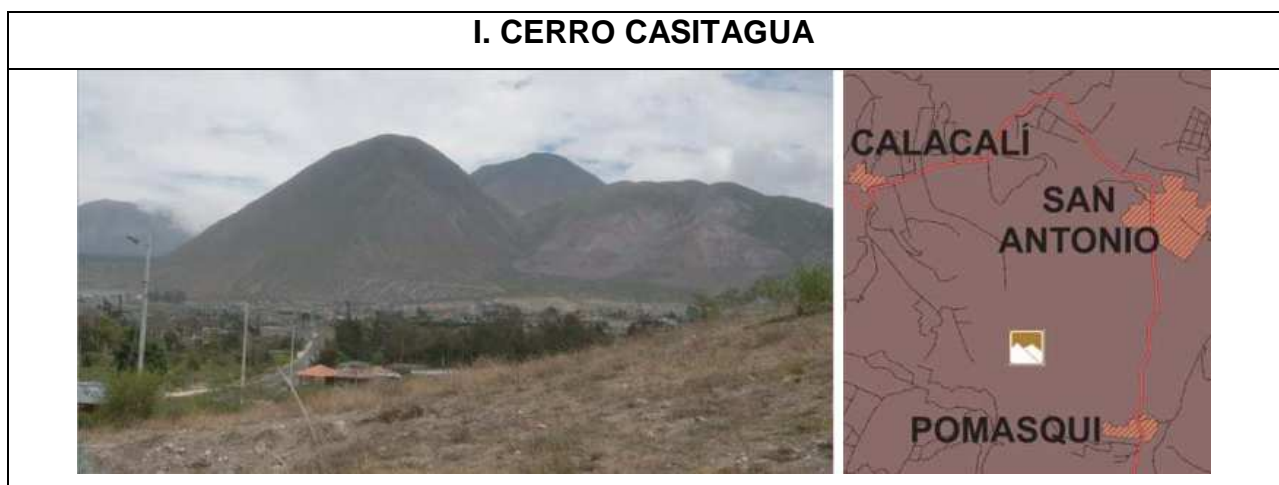 I. CERRO CASITAGUA
CALACALÍ
SAN
ANTONIO
POMASQUI